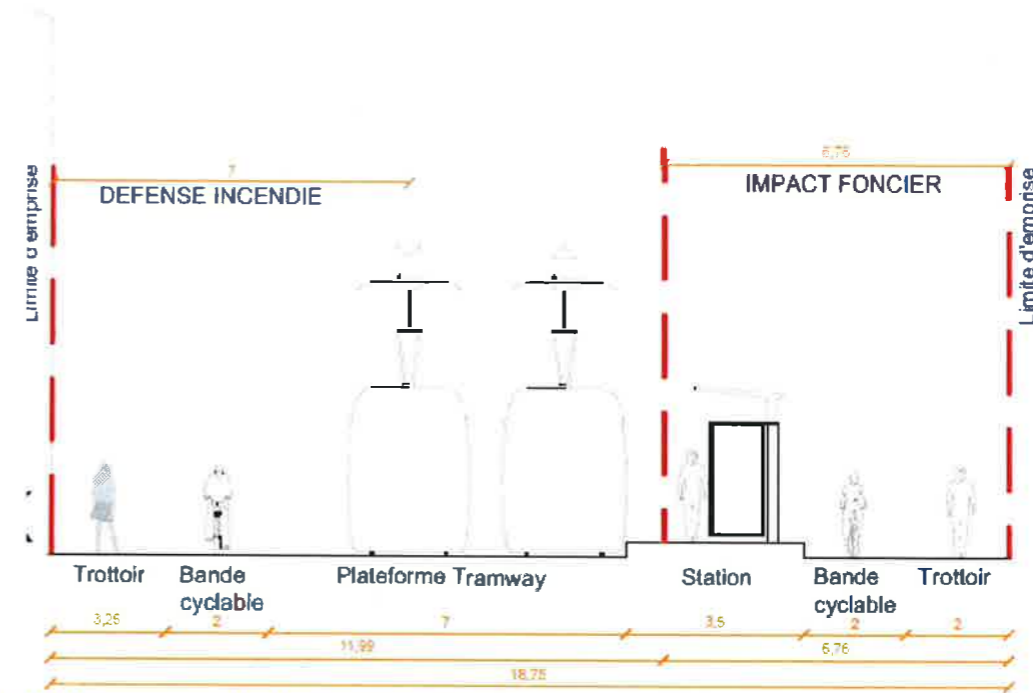 7
6,76
DEFENSE INCENDIE
IMPACT FONCIER
Limite d'emprise
Limite d'emprise
Trottoir
Bande
cyclable
Plateforme Tramway
Station
Bande
cyclable
Trottoir
3,25
2
7
3,5
2
2
11,99
6,76
18,75